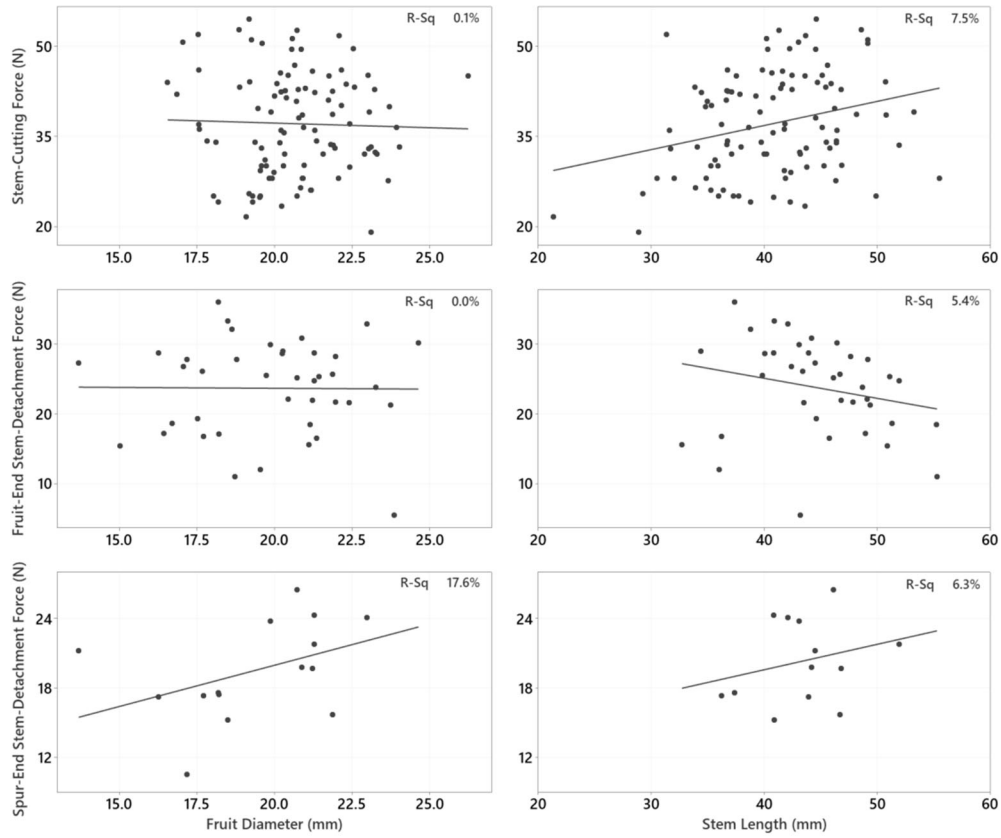 Stem-Cutting Force (N)
50
35
20
R-Sq 0.1%
15.0 17.5 20.0 22.5 25.0
R-Sq 7.5%
20 30 40 50 60
Fruit-End Stem-Detachment Force (N)
30
20
10
R-Sq 0.0%
15.0 17.5 20.0 22.5 25.0
R-Sq 5.4%
20 30 40 50 60
Spur-End Stem-Detachment Force (N)
24
18
12
R-Sq 17.6%
15.0 17.5 20.0 22.5 25.0
Fruit Diameter (mm)
R-Sq 6.3%
20 30 40 50 60
Stem Length (mm)